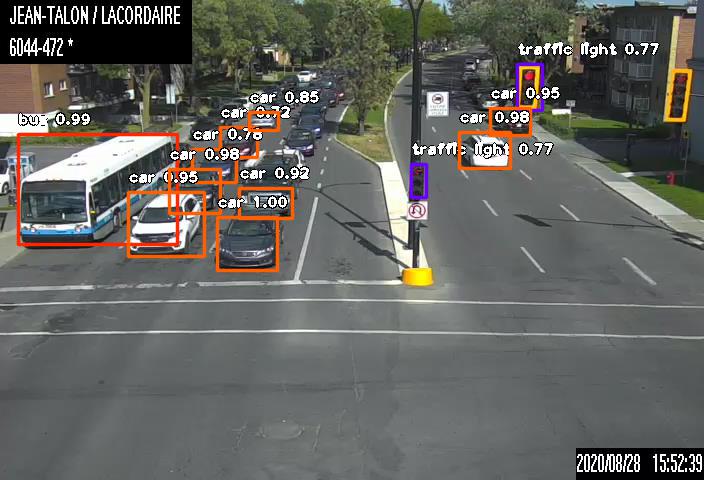 JEAN-TALON / LACORDAIRE
6044-472 *
traffic light 0.77
car 0.95
car 0.85
car 0.72
bus 0.99
car 0.98
car 0.78
car 0.98
traffic light 0.77
car 0.95
car 0.92
car 1.00
2020/08/28 15:52:39